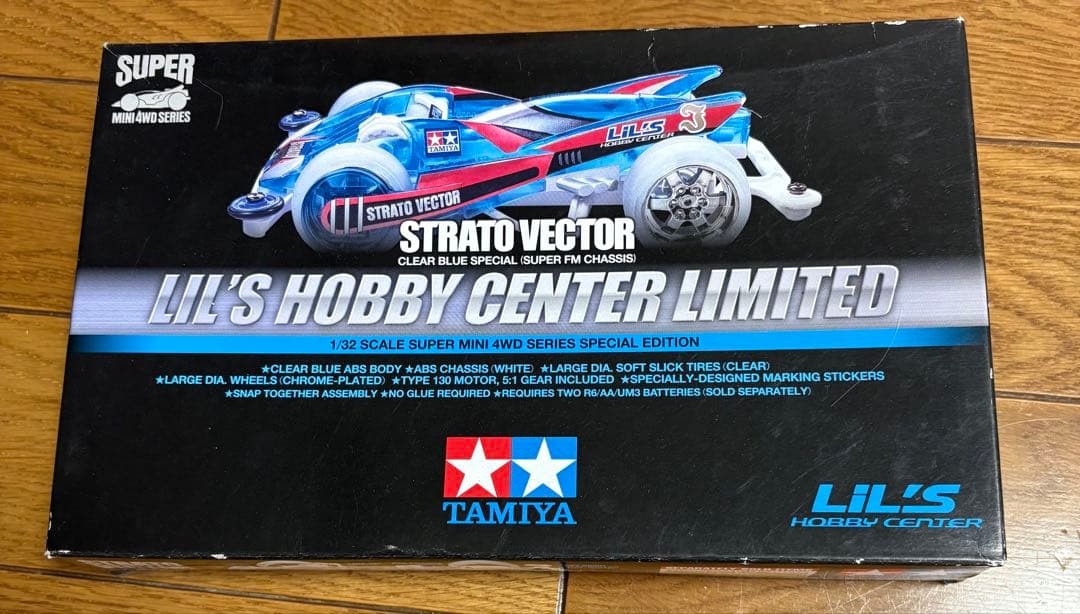 SUPER
MINI 4WD SERIES
TAMIYA
LiL'S
HOBBY CENTER
STRATO VECTOR
STRATO VECTOR
CLEAR BLUE SPECIAL (SUPER FM CHASSIS)
LIL'S HOBBY CENTER LIMITED
1/32 SCALE SUPER MINI 4WD SERIES SPECIAL EDITION
★CLEAR BLUE ABS BODY ★ABS CHASSIS (WHITE) ★LARGE DIA. SOFT SLICK TIRES (CLEAR)
★LARGE DIA. WHEELS (CHROME-PLATED) ★TYPE 130 MOTOR, 5:1 GEAR INCLUDED ★SPECIALLY-DESIGNED MARKING STICKERS
★SNAP TOGETHER ASSEMBLY ★NO GLUE REQUIRED ★REQUIRES TWO R6/AA/UM3 BATTERIES (SOLD SEPARATELY)
TAMIYA
LiL'S
HOBBY CENTER